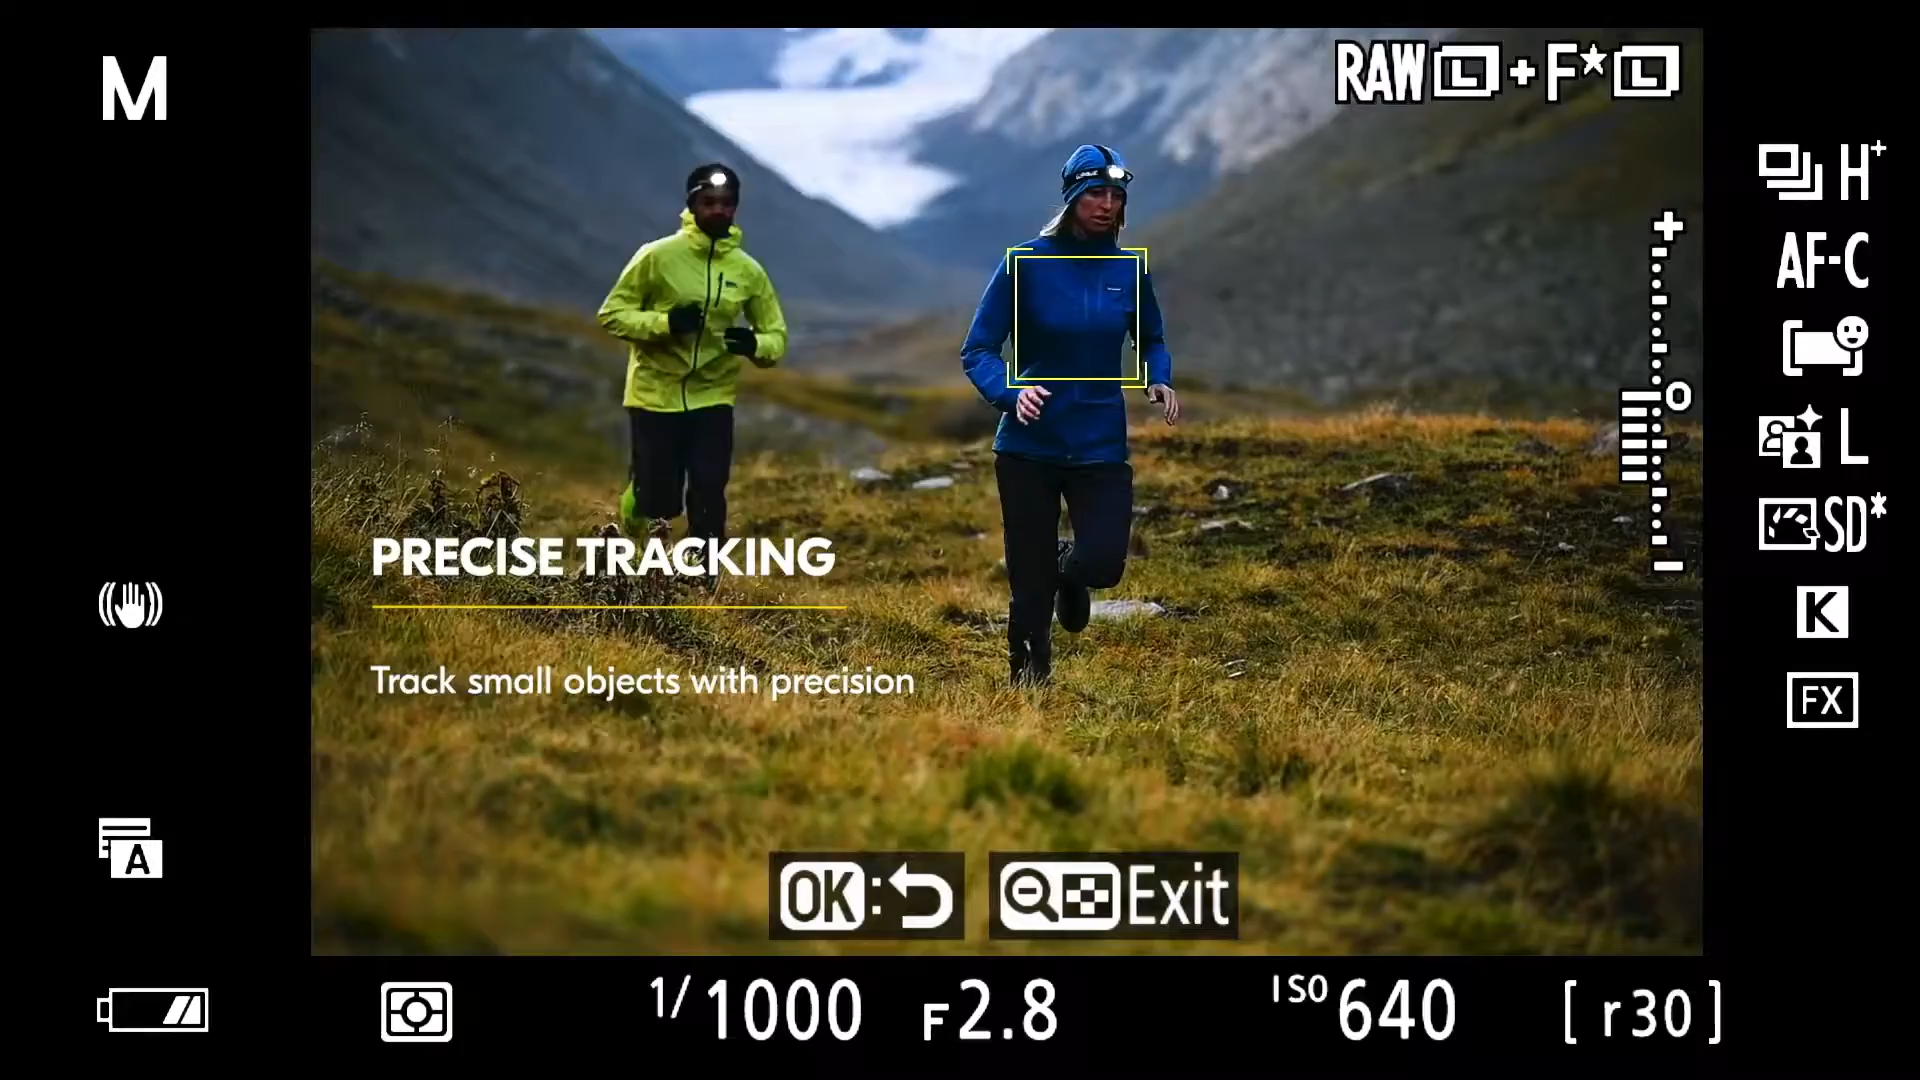 M
RAW L + F★ L
H+
AF-C
L
SD*
K
FX
PRECISE TRACKING
Track small objects with precision
OK: Exit
A
1/1000 F2.8 ISO 640 [ r30 ]